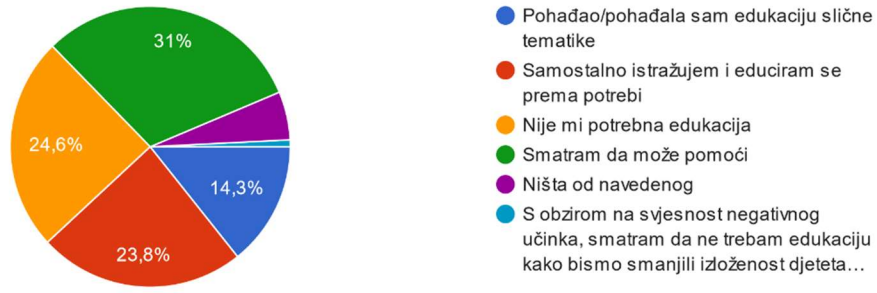 31%
24,6%
14,3%
23,8%
Pohađao/pohađala sam edukaciju slične
tematike
Samostalno istražujem i educiram se
prema potrebi
Nije mi potrebna edukacija
Smatram da može pomoći
Ništa od navedenog
S obzirom na svjesnost negativnog
učinka, smatram da ne trebam edukaciju
kako bismo smanjili izloženost djeteta…